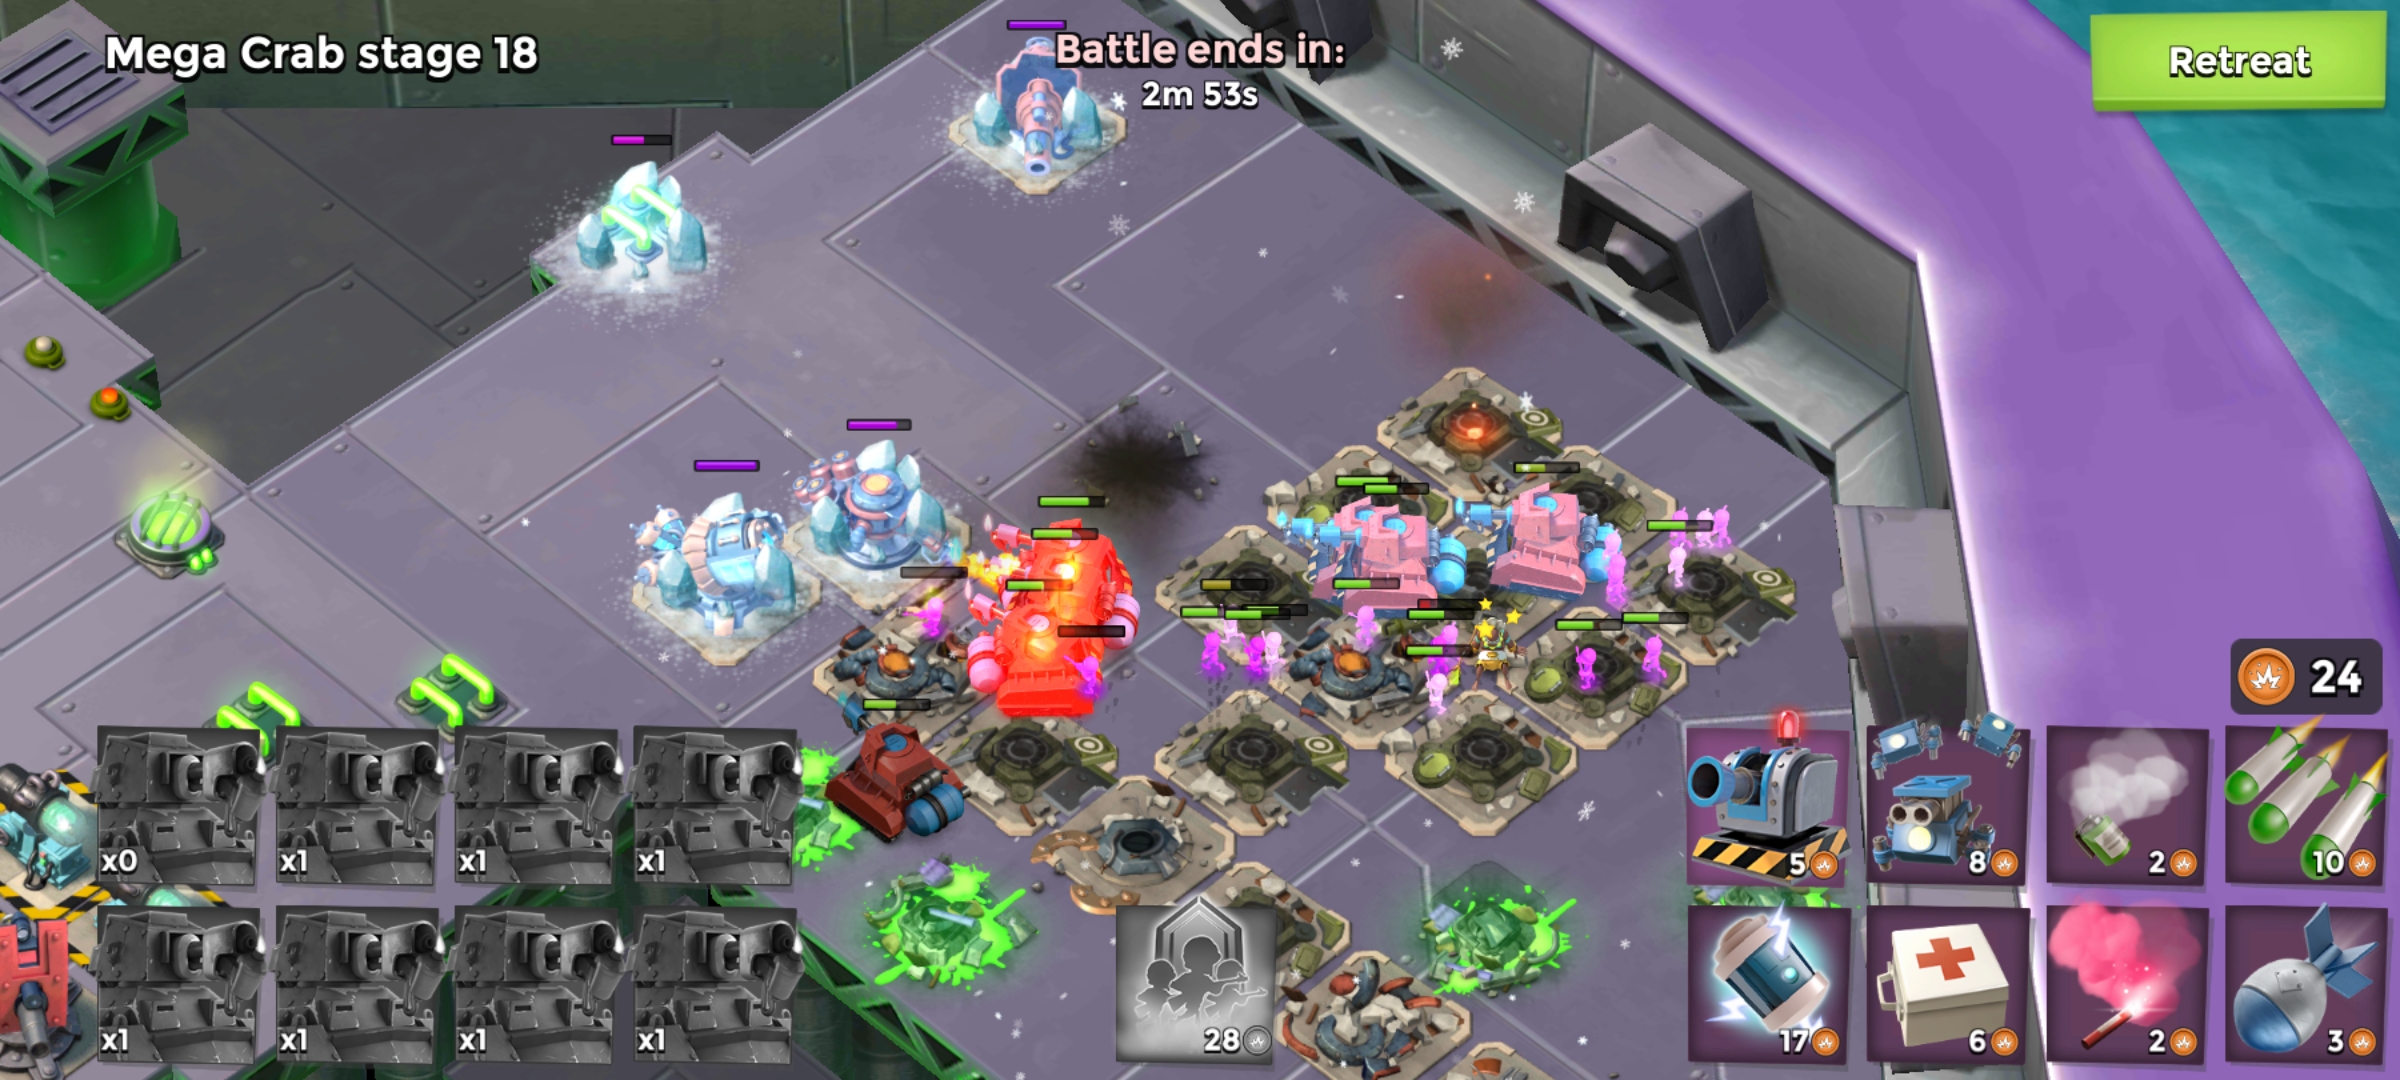 Mega Crab stage 18
Battle ends in:
2m 53s
Retreat
24
x0 x1 x1 x1
5 8 2 10
x1 x1 x1 x1
28
17 6 2 3